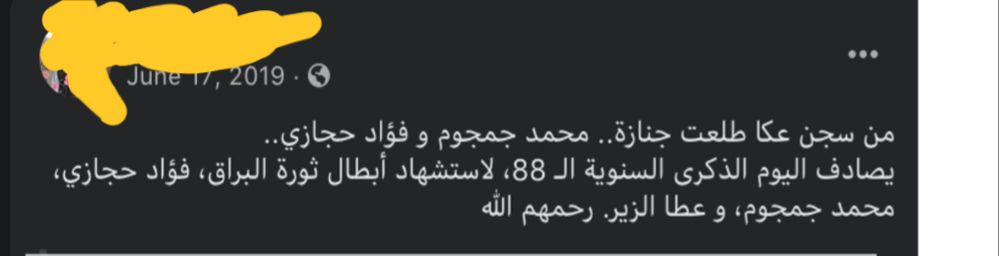 June 17, 2019 ·
من سجن عكا طلعت جنازة.. محمد جمجوم و فؤاد حجازي..
يصادف اليوم الذكرى السنوية الـ 88، لاستشهاد أبطال ثورة البراق، فؤاد حجازي،
محمد جمجوم، و عطا الزير. رحمهم الله